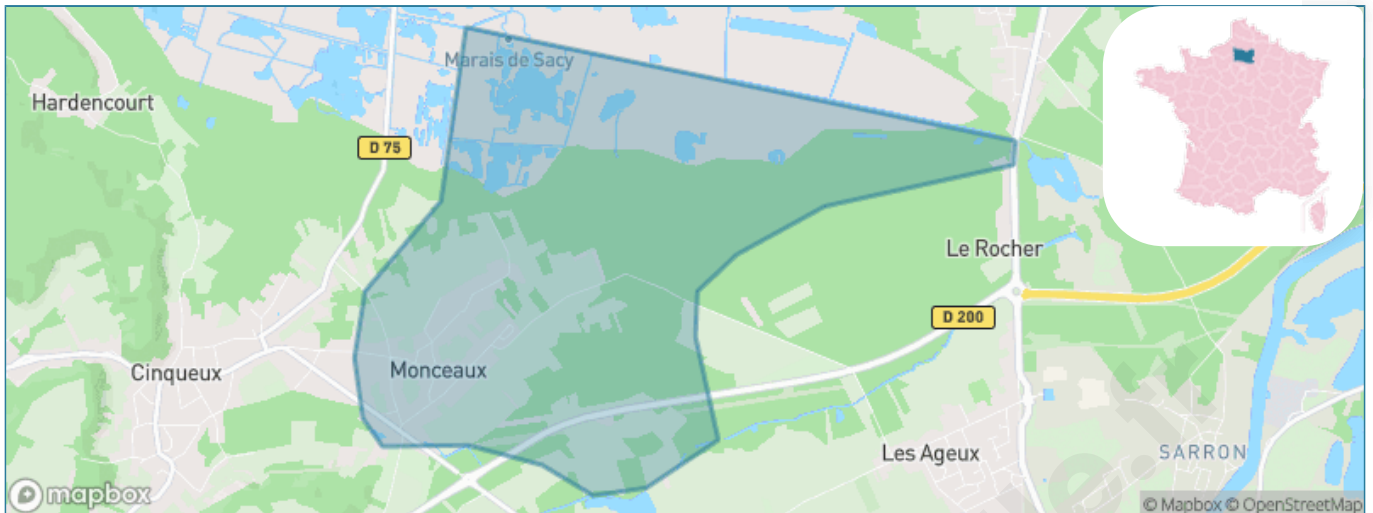 Marais de Sacy
Hardencourt
D 75
Le Rocher
D 200
Cinqueux
Monceaux
Les Ageux
SARRON
mapbox
© Mapbox © OpenStreetMap